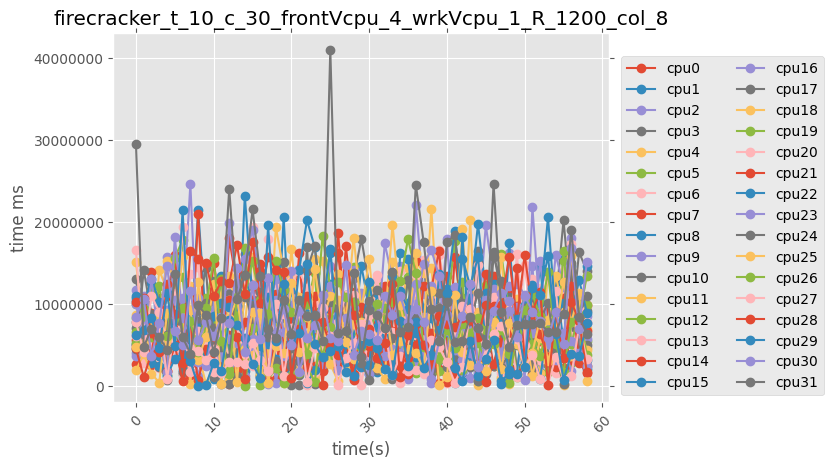 firecracker_t_10_c_30_frontVcpu_4_wrkVcpu_1_R_1200_col_8
40000000
30000000
20000000
10000000
0
time ms
0
10
20
30
40
50
60
time(s)
cpu0
cpu1
cpu2
cpu3
cpu4
cpu5
cpu6
cpu7
cpu8
cpu9
cpu10
cpu11
cpu12
cpu13
cpu14
cpu15
cpu16
cpu17
cpu18
cpu19
cpu20
cpu21
cpu22
cpu23
cpu24
cpu25
cpu26
cpu27
cpu28
cpu29
cpu30
cpu31